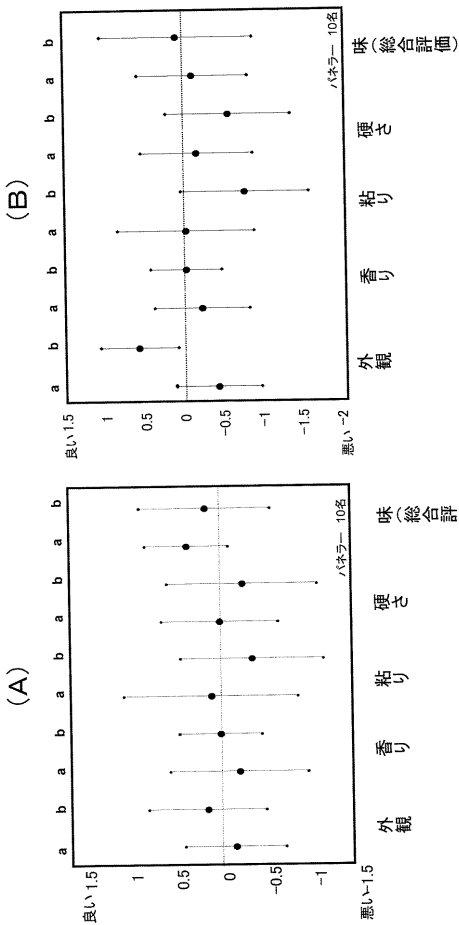 (A)
a b a b a b a b a b
良い 1.5
1
0.5
0
−0.5
−1
悪い−1.5
パネラー 10名
外観
香り
粘り
硬さ
味(総合評
(B)
a b a b a b a b a b
良い 1.5
1
0.5
0
−0.5
−1
−1.5
悪い −2
パネラー 10名
外観
香り
粘り
硬さ
味(総合評価)